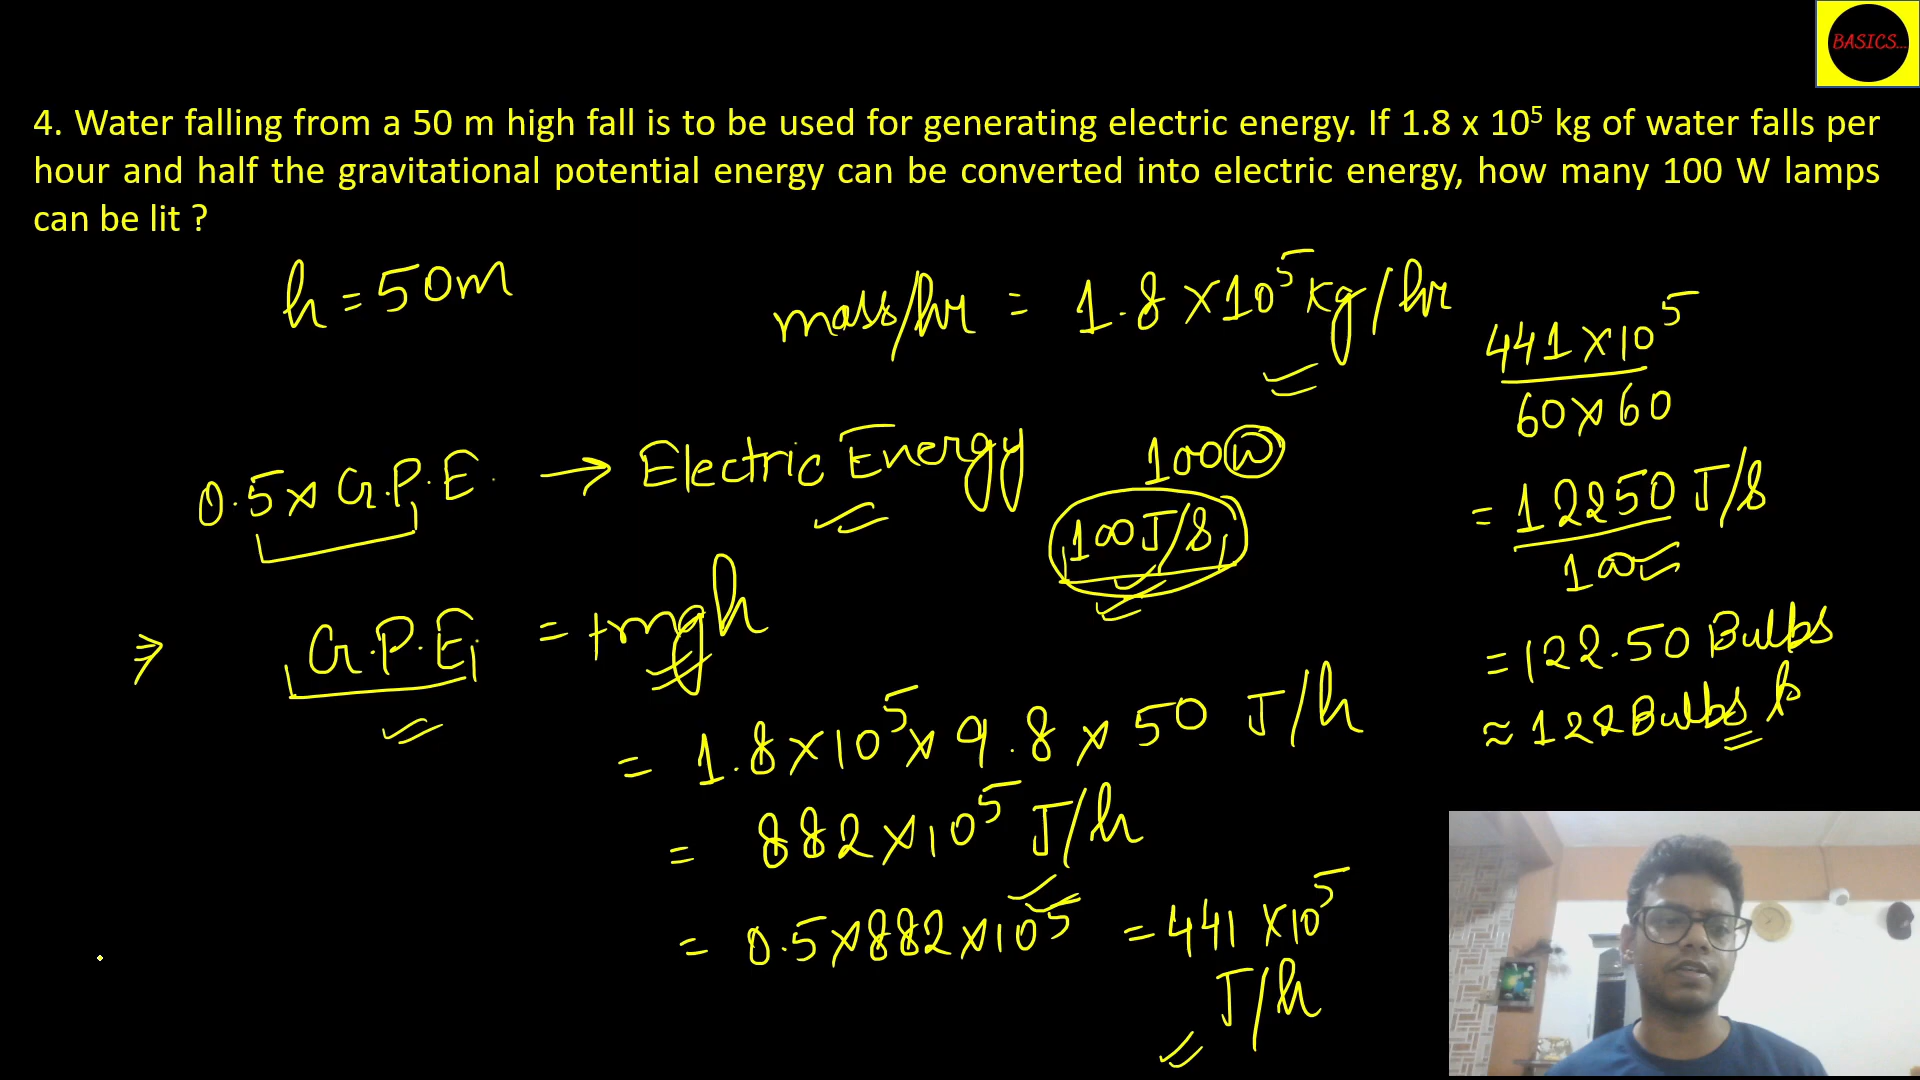 BASICS...
4. Water falling from a 50 m high fall is to be used for generating electric energy. If 1.8 x 10⁵ kg of water falls per
hour and half the gravitational potential energy can be converted into electric energy, how many 100 W lamps
can be lit ?
h = 50m
mass/hr = 1.8 × 10⁵ kg/hr
0.5 × G.P.E. → Electric Energy
100W
100J/s
⇒ G.P.E. = +mgh
= 1.8×10⁵ × 9.8 × 50 J/h
= 882×10⁵ J/h
= 0.5×882×10⁵ = 441 ×10⁵
J/h
441×10⁵
60×60
= 12250 J/s
100
= 122.50 Bulbs
≈ 122 Bulbs